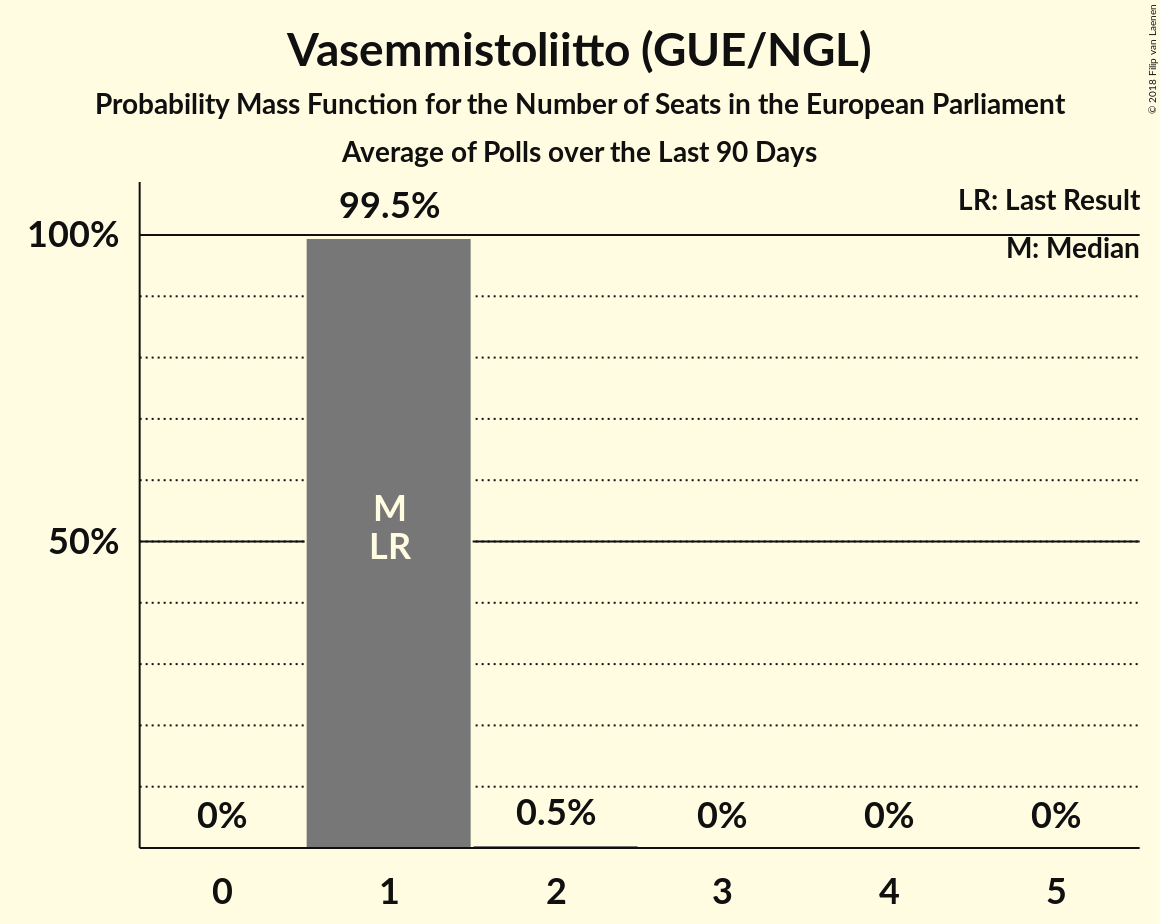 Vasemmistoliitto (GUE/NGL)
Probability Mass Function for the Number of Seats in the European Parliament
Average of Polls over the Last 90 Days
© 2018 Filip van Laenen
LR: Last Result
M: Median
99.5%
100%
50%
M
LR
0%
0.5%
0%
0%
0%
0
1
2
3
4
5